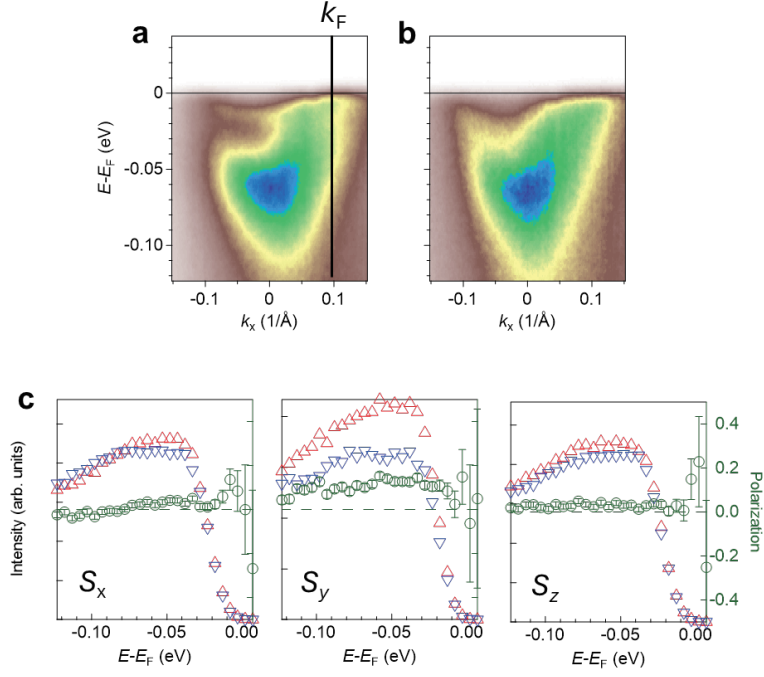 a
k_F
b
0
-0.05
-0.10
E-E_F (eV)
-0.1
0
0.1
k_x (1/Å)
-0.1
0
0.1
k_x (1/Å)
c
Intensity (arb. units)
S_x
S_y
S_z
0.4
0.2
0.0
-0.2
-0.4
Polarization
-0.10
-0.05
0.00
-0.10
-0.05
0.00
-0.10
-0.05
0.00
E-E_F (eV)
E-E_F (eV)
E-E_F (eV)